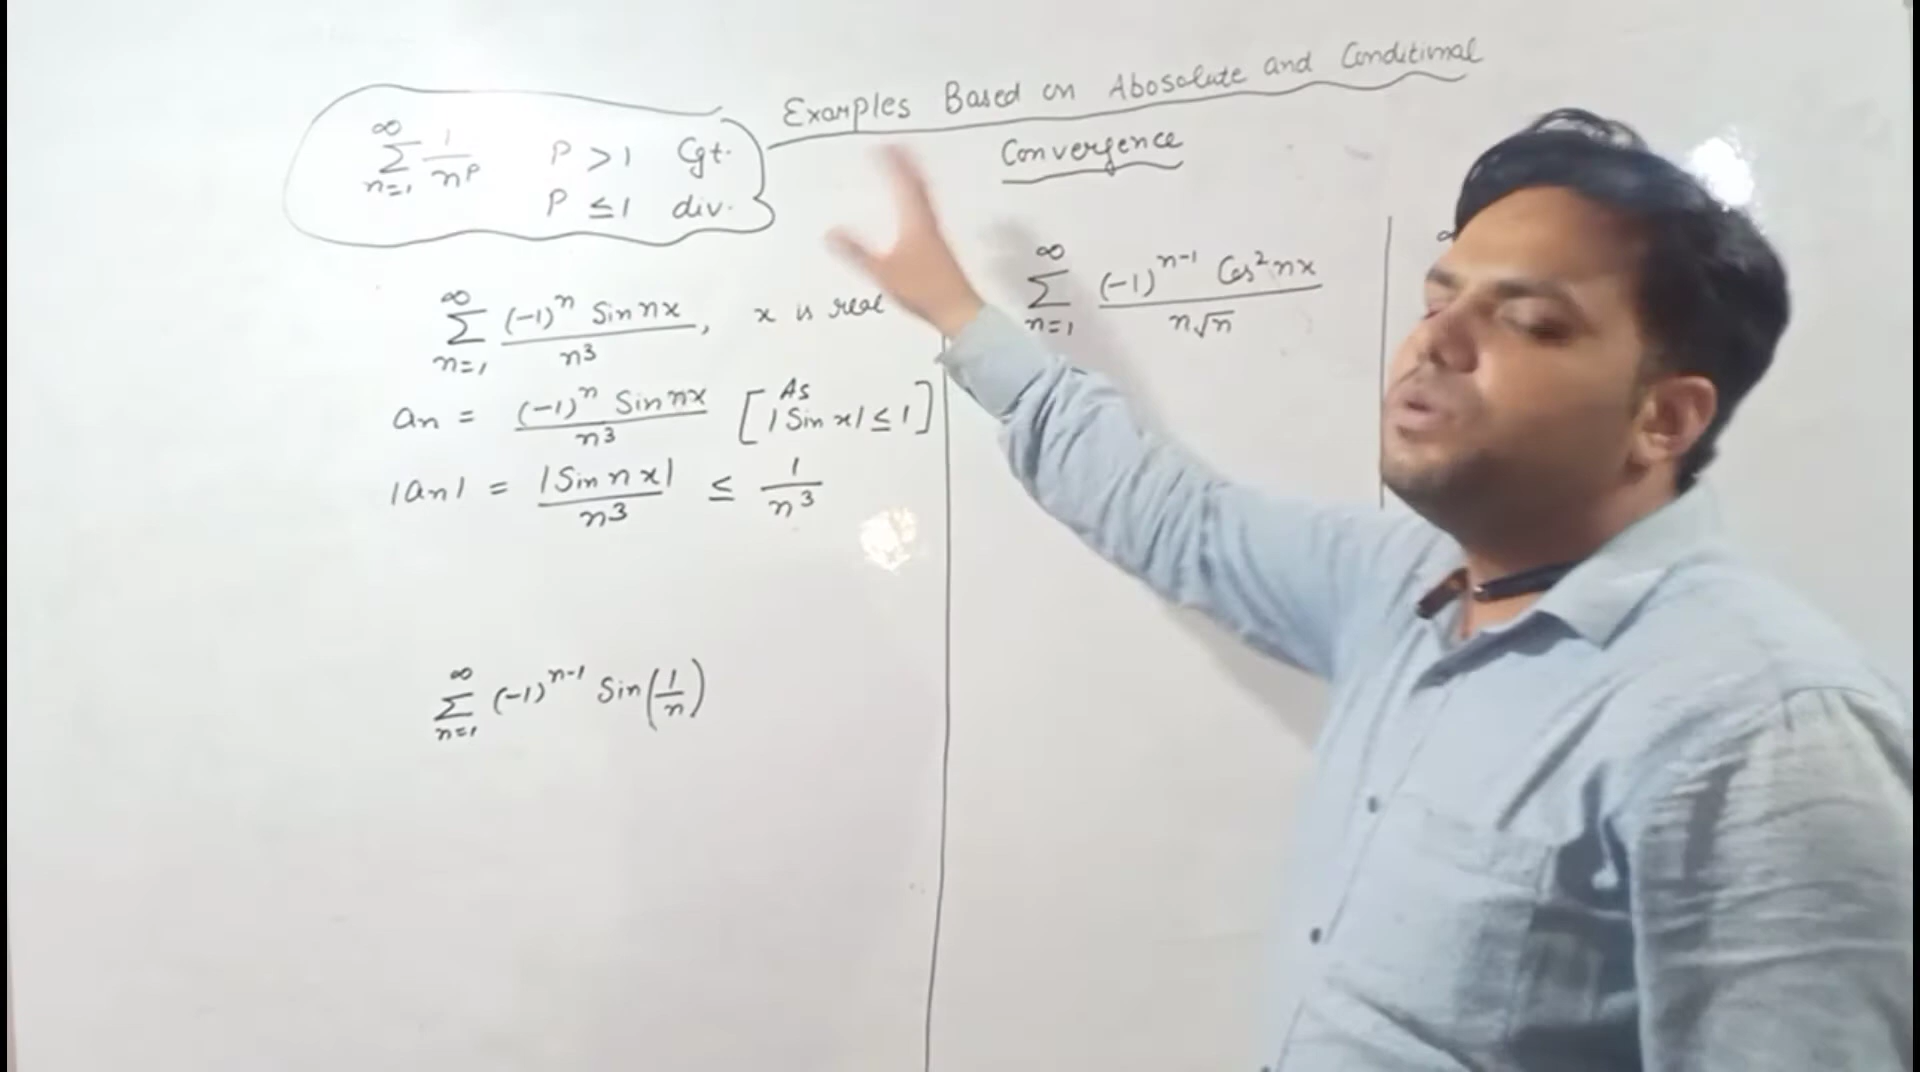 Examples Based on Abosolute and Conditional
Convergence
∞
Σ 1/n^p P > 1 Cgt.
n=1 P ≤ 1 div.
∞
Σ (-1)^n Sin nx / n^3 , x is real
n=1
an = (-1)^n Sin nx / n^3 [As |Sin x| ≤ 1]
|an| = |Sin n x| / n^3 ≤ 1 / n^3
∞
Σ (-1)^{n-1} Sin(1/n)
n=1
∞
Σ (-1)^{n-1} Cos^2 nx / n√n
n=1